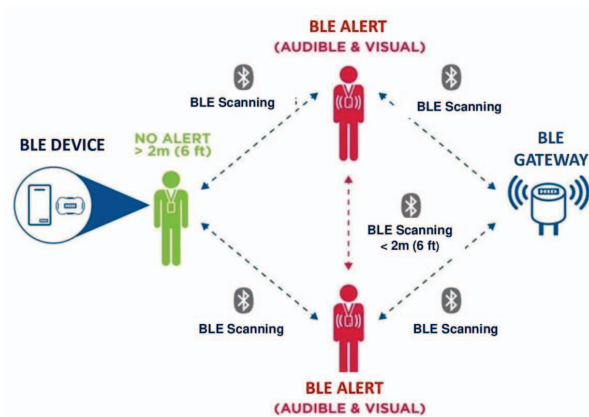 BLE ALERT
(AUDIBLE & VISUAL)
BLE Scanning
BLE Scanning
BLE DEVICE
NO ALERT
> 2m (6 ft)
BLE
GATEWAY
BLE Scanning
< 2m (6 ft)
BLE Scanning
BLE Scanning
BLE ALERT
(AUDIBLE & VISUAL)